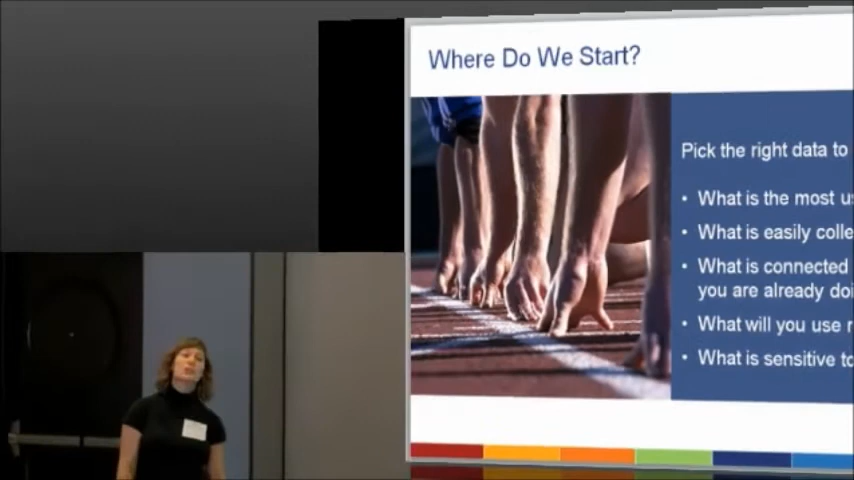 Where Do We Start?
Pick the right data to
• What is the most
• What is easily
• What is connected
you are already
• What will you use
• What is sensitive